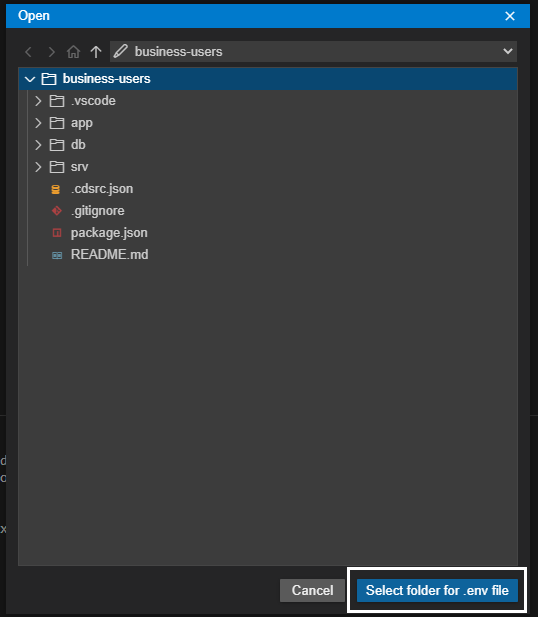 Open
business-users
business-users
.vscode
app
db
srv
.cdsrc.json
.gitignore
package.json
README.md
Cancel
Select folder for .env file